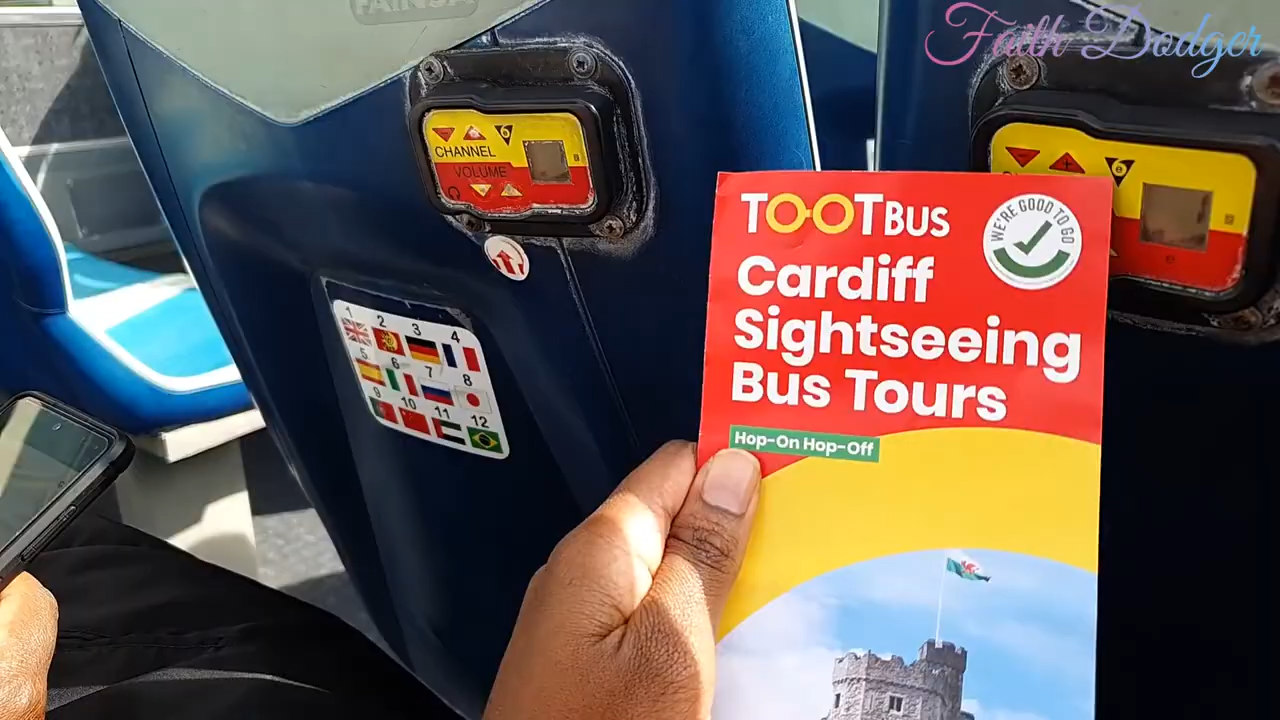 FAINSA
Faith Dodger
CHANNEL
VOLUME
1 2 3 4
5 6 7 8
9 10 11 12
TOOTBUS
WE'RE GOOD TO GO
Cardiff
Sightseeing
Bus Tours
Hop-On Hop-Off